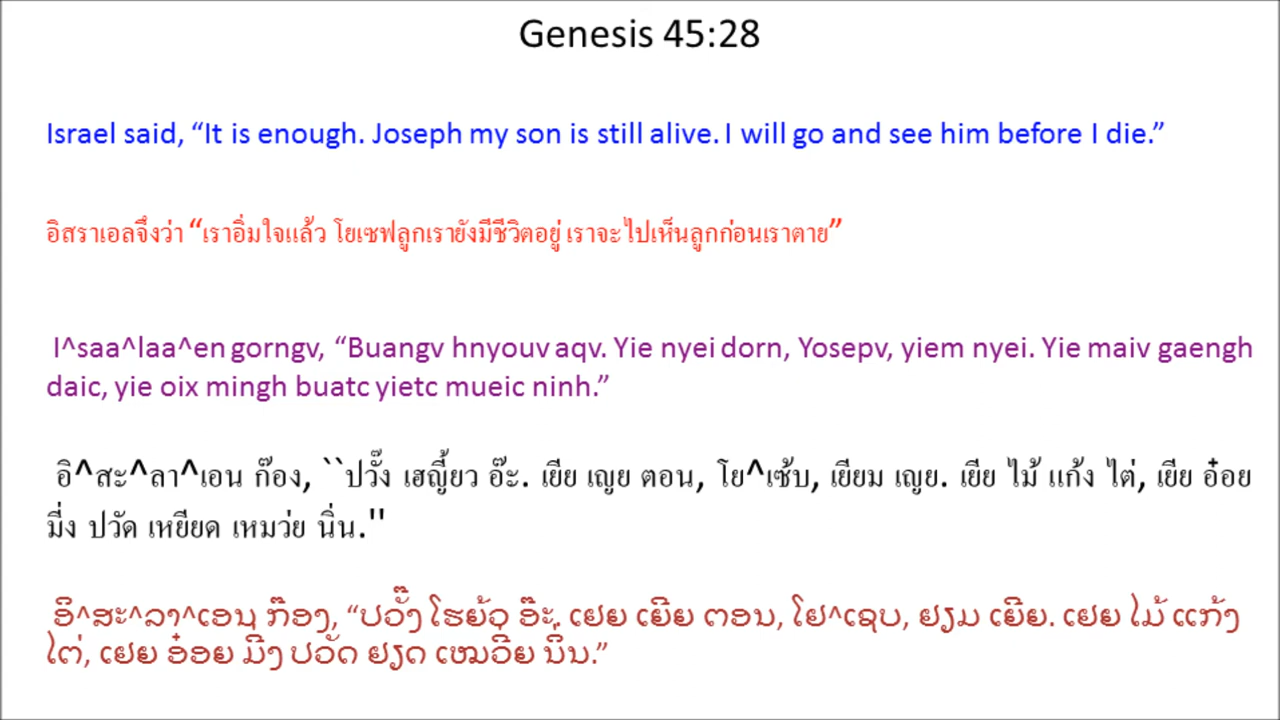 Genesis 45:28
Israel said, “It is enough. Joseph my son is still alive. I will go and see him before I die.”
อิสราเอลจึงว่า “เราอิ่มใจแล้ว โยเซฟลูกเรายังมีชีวิตอยู่ เราจะไปเห็นลูกก่อนเราตาย”
I^saa^laa^en gorngv, “Buangv hnyouv aqv. Yie nyei dorn, Yosepv, yiem nyei. Yie maiv gaengh
daic, yie oix mingh buatc yietc mueic ninh.”
อิ^สะ^ลา^เอน ก๊อง, ``ปวั๊ง เฮญี้ยว อ๊ะ. เยีย เญย ตอน, โย^เซ้บ, เยียม เญย. เยีย ไม้ แก้ง ไต่, เยีย อ๋อย
มี่ง ปวัด เหยียด เหมว่ย นิ่น."
ອິ^ສະ^ລາ^ເອນ ກ໊ອງ, “ປວັ໊ງ ໂຮຍ້ວ ອ໊ະ. ເຢຍ ເຍີຍ ຕອນ, ໂຢ^ເຊບ, ຢຽມ ເຍີຍ. ເຢຍ ໄມ້ ແກ້ງ
ໄຕ່, ເຢຍ ອ໋ອຍ ມີ່ງ ປວັດ ຢຽດ ເໝວີ່ຍ ນິ່ນ.”